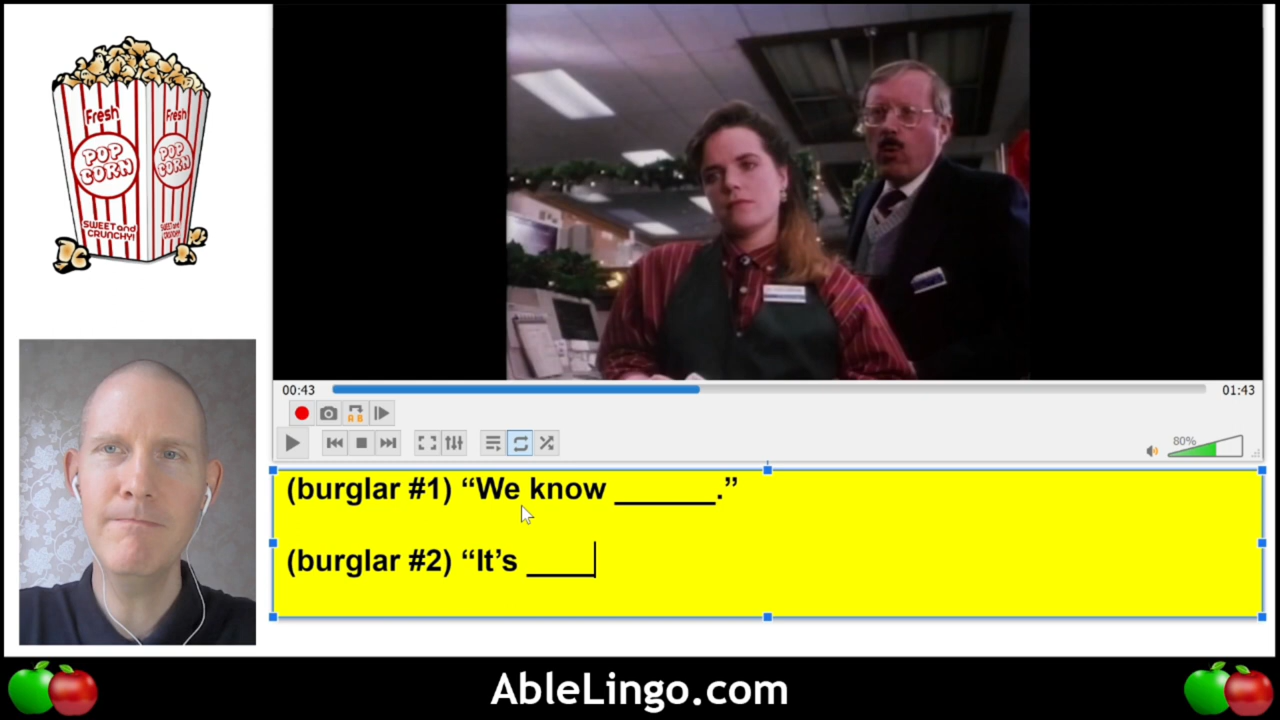 Fresh
Fresh
POP
CORN
POP
CORN
SWEET and
CRUNCHY!
00:43
01:43
A B
80%
(burglar #1) “We know ______.”
(burglar #2) “It’s ____
AbleLingo.com